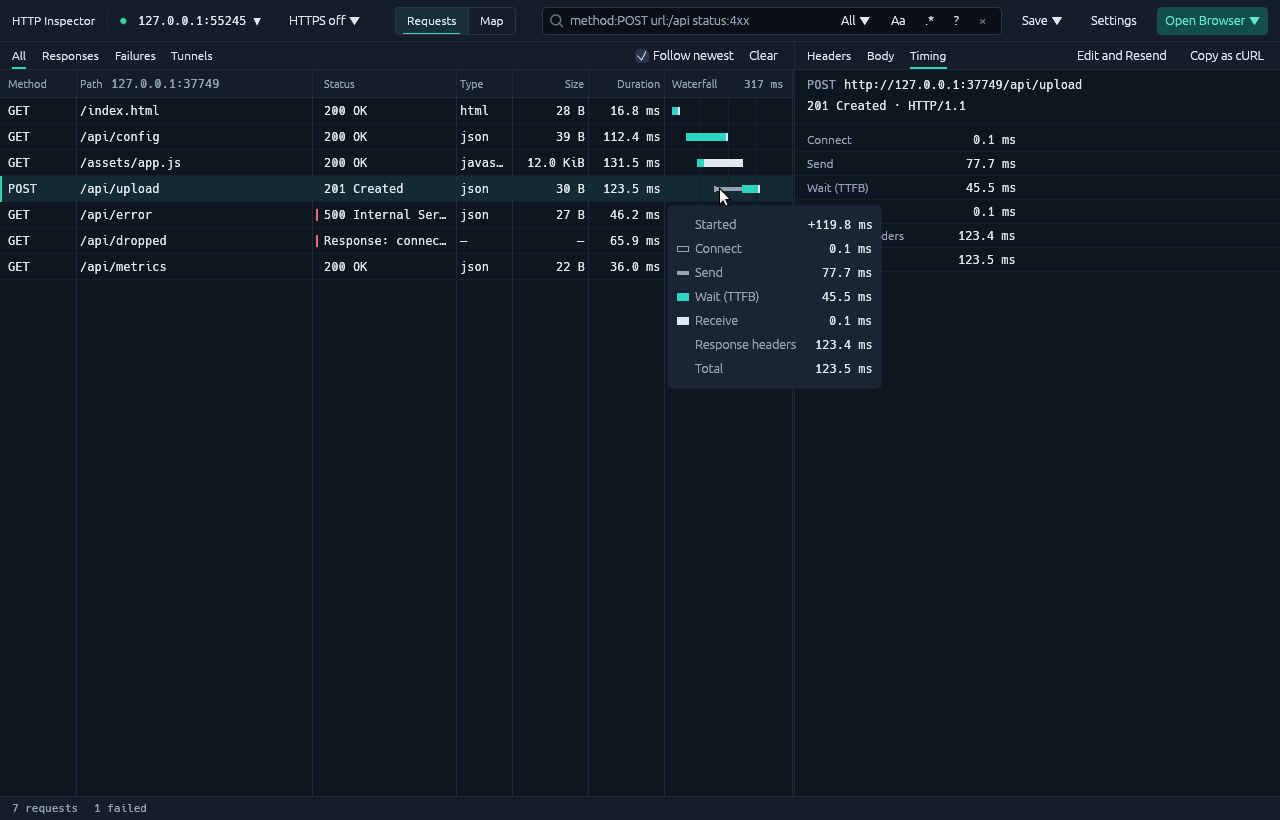 HTTP Inspector 127.0.0.1:55245 ▼ HTTPS off ▼ Requests Map method:POST url:/api status:4xx All ▼ Aa .* ? × Save ▼ Settings Open Browser ▼
All Responses Failures Tunnels Follow newest Clear Headers Body Timing Edit and Resend Copy as cURL
Method Path 127.0.0.1:37749 Status Type Size Duration Waterfall 317 ms
GET /index.html 200 OK html 28 B 16.8 ms
GET /api/config 200 OK json 39 B 112.4 ms
GET /assets/app.js 200 OK javas… 12.0 KiB 131.5 ms
POST /api/upload 201 Created json 30 B 123.5 ms
GET /api/error 500 Internal Ser… json 27 B 46.2 ms
GET /api/dropped Response: connec… — — 65.9 ms
GET /api/metrics 200 OK json 22 B 36.0 ms
Started +119.8 ms
Connect 0.1 ms
Send 77.7 ms
Wait (TTFB) 45.5 ms
Receive 0.1 ms
Response headers 123.4 ms
Total 123.5 ms
POST http://127.0.0.1:37749/api/upload
201 Created · HTTP/1.1
Connect 0.1 ms
Send 77.7 ms
Wait (TTFB) 45.5 ms
0.1 ms
ders 123.4 ms
123.5 ms
7 requests 1 failed